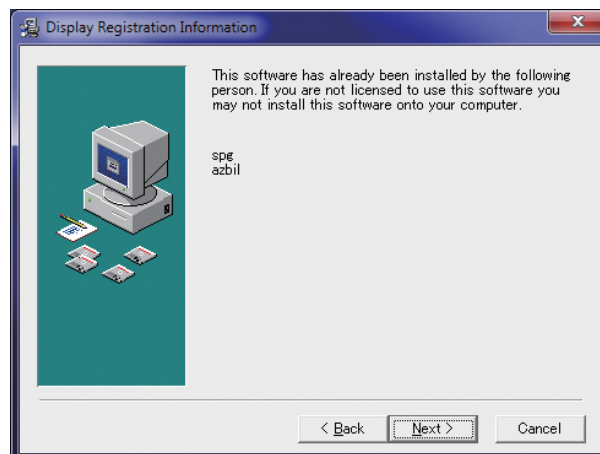 Display Registration Information
This software has already been installed by the following
person. If you are not licensed to use this software you
may not install this software onto your computer.
spg
azbil
< Back
Next >
Cancel